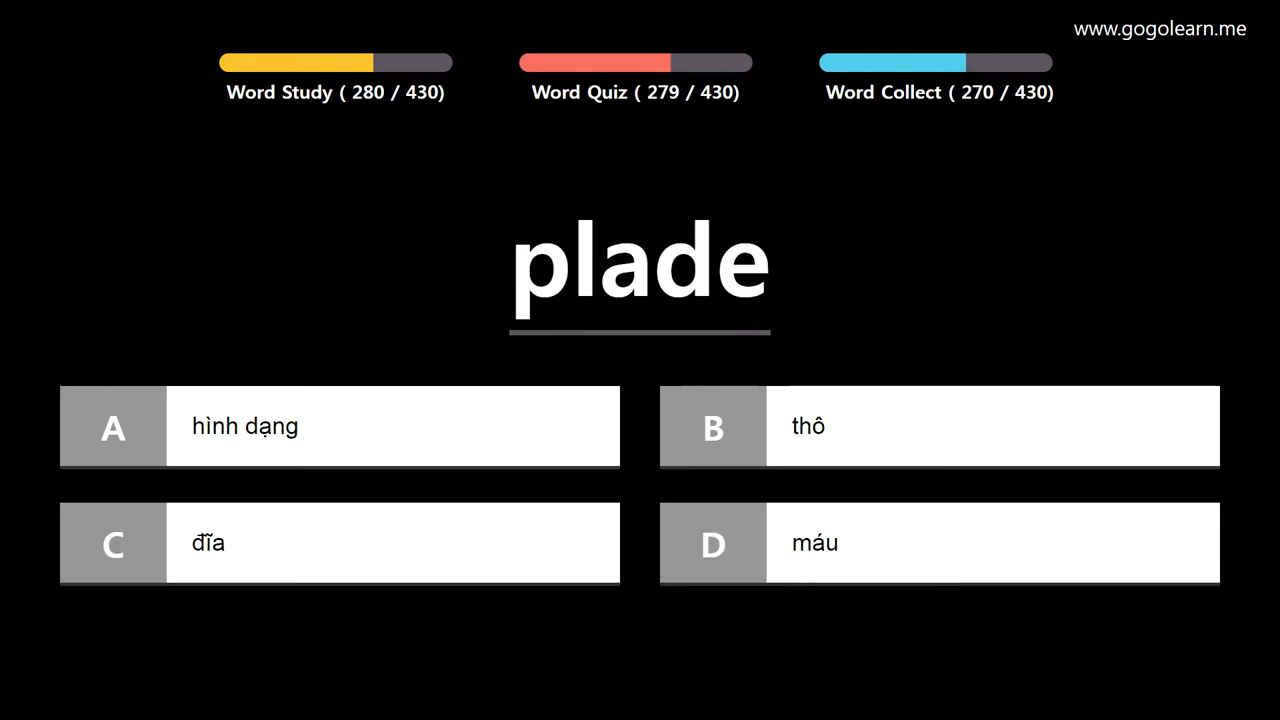 www.gogolearn.me
Word Study ( 280 / 430)
Word Quiz ( 279 / 430)
Word Collect ( 270 / 430)
plade
A hình dạng
B thô
C đĩa
D máu